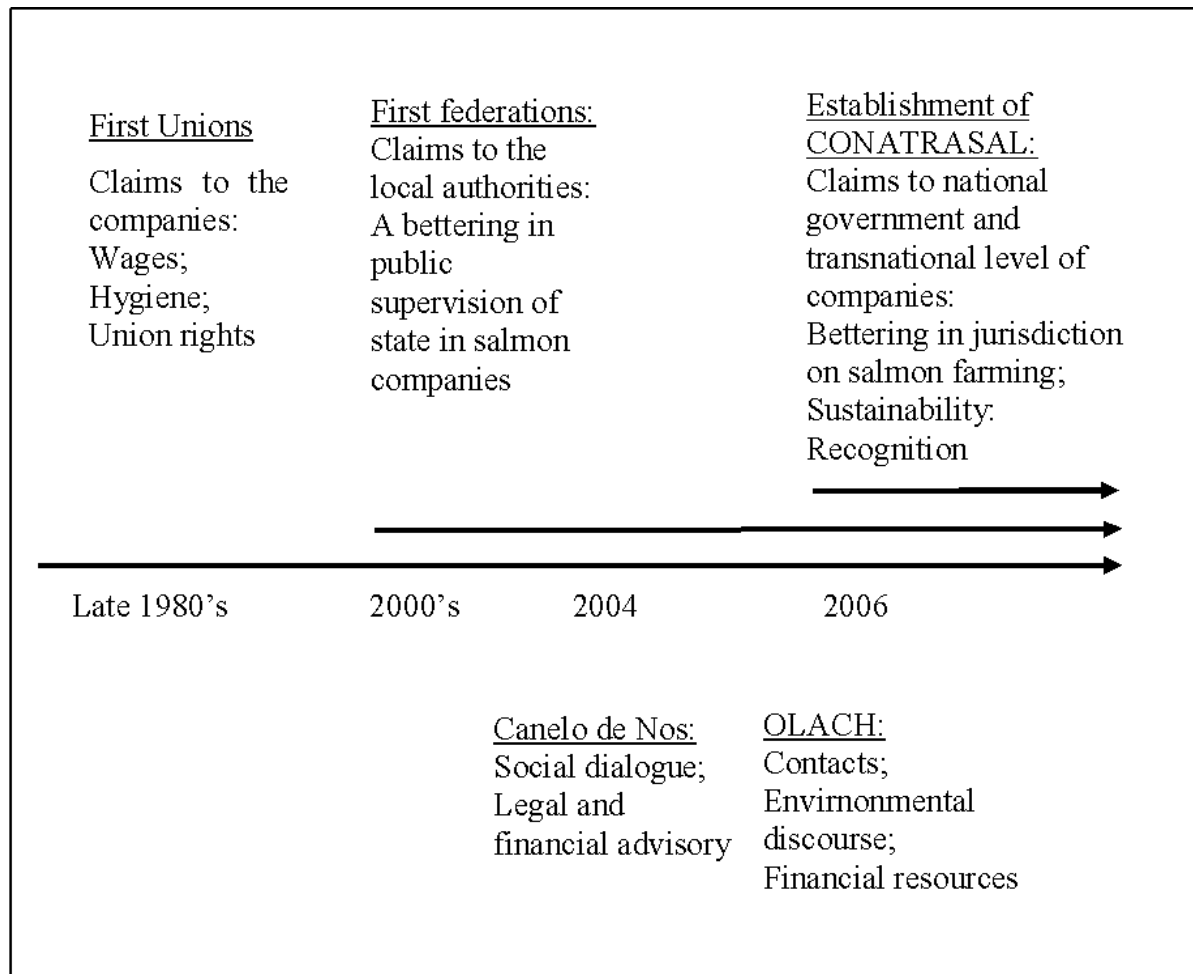 First Unions
Claims to the
companies:
Wages;
Hygiene;
Union rights
First federations:
Claims to the
local authorities:
A bettering in
public
supervision of
state in salmon
companies
Establishment of
CONATRASAL:
Claims to national
government and
transnational level of
companies:
Bettering in jurisdiction
on salmon farming;
Sustainability:
Recognition
Late 1980’s
2000’s
2004
2006
Canelo de Nos:
Social dialogue;
Legal and
financial advisory
OLACH:
Contacts;
Envirnonmental
discourse;
Financial resources